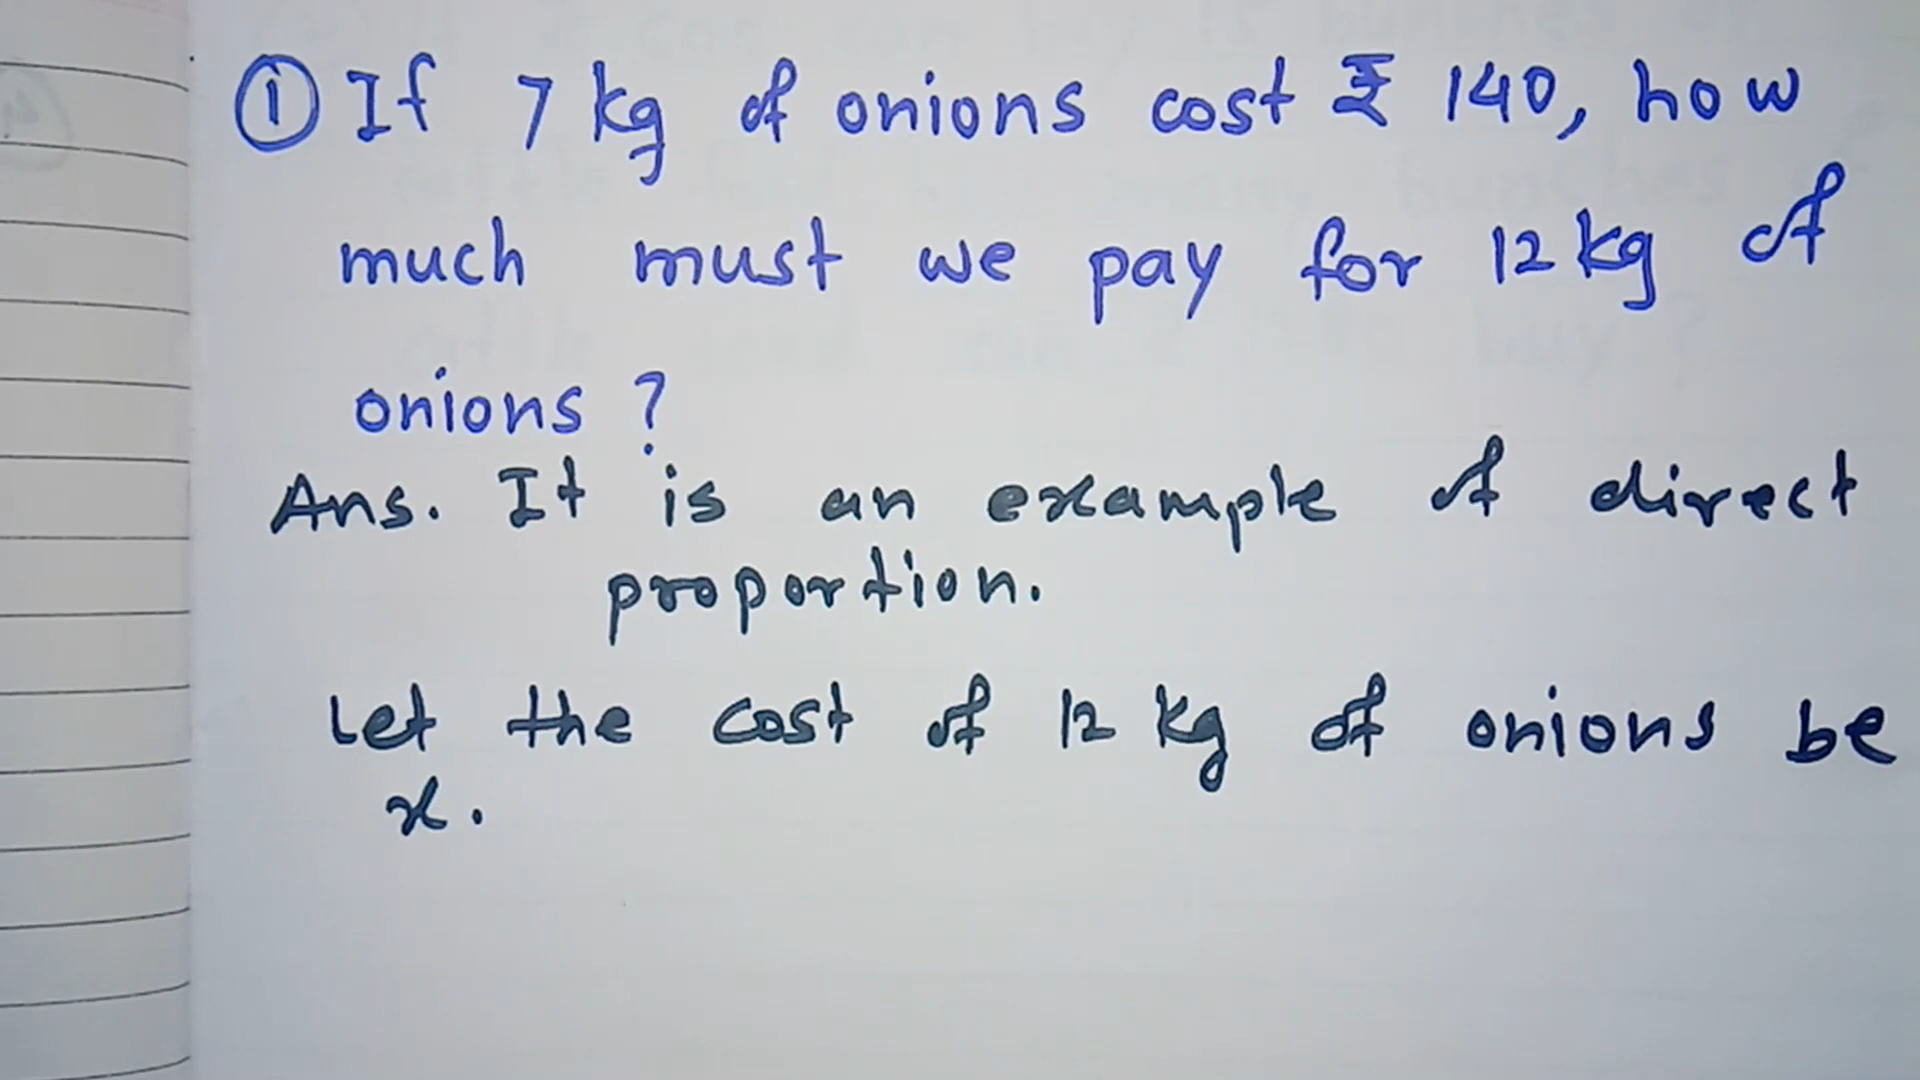 ① If 7 kg of onions cost ₹ 140, how
much must we pay for 12 kg of
onions ?
Ans. It is an example of direct
proportion.
Let the cost of 12 kg of onions be
x.